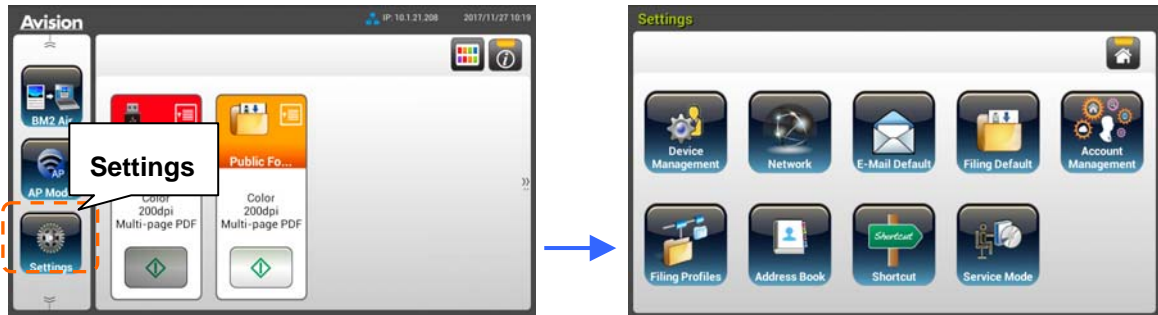 Avision
IP: 10.1.21.208
2017/11/27 10:19
BM2 Air
AP Mode
Settings
Settings
Public Fo...
Color
200dpi
Multi-page PDF
Color
200dpi
Multi-page PDF
Settings
Device
Management
Network
E-Mail Default
Filing Default
Account
Management
Filing Profiles
Address Book
Shortcut
Shortcut
Service Mode